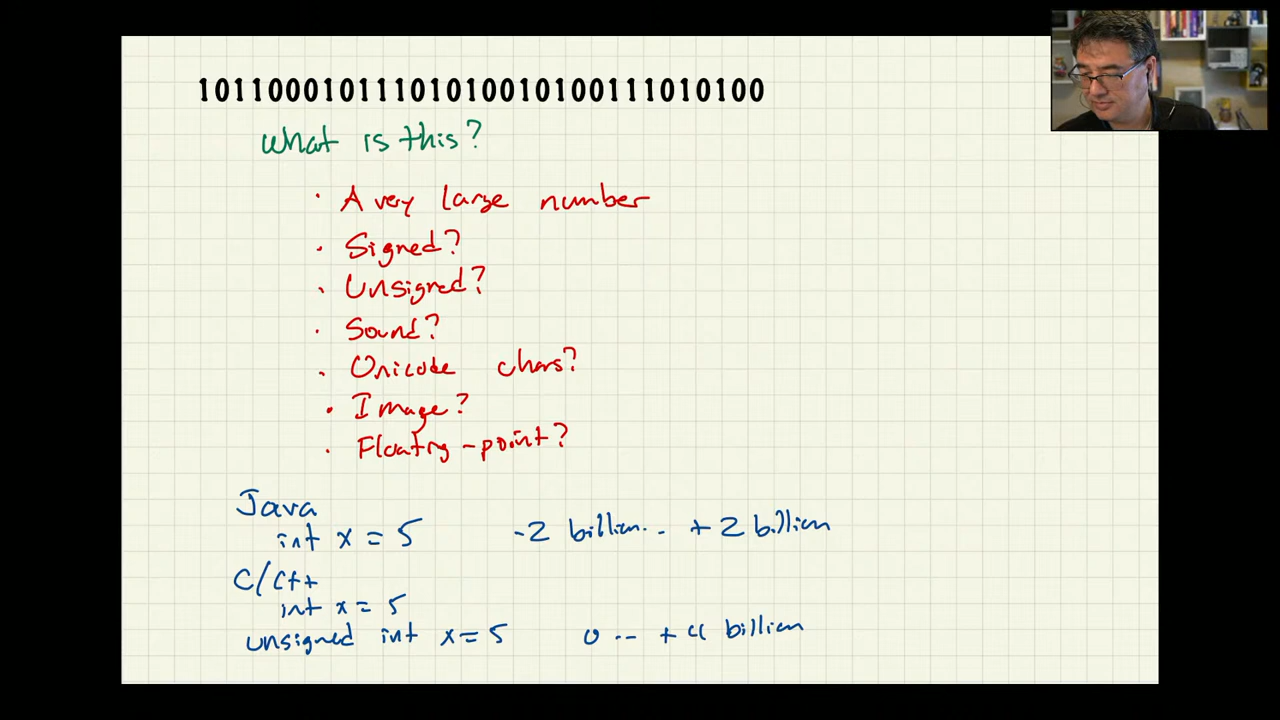 10110001011101010010100111010100
What is this?
· A very large number
· Signed?
· Unsigned?
· Sound?
· Unicode chars?
· Image?
· Floating-point?
Java
int x = 5 -2 billion.. +2 billion
C/C++
int x = 5
unsigned int x = 5 0 .. +4 billion